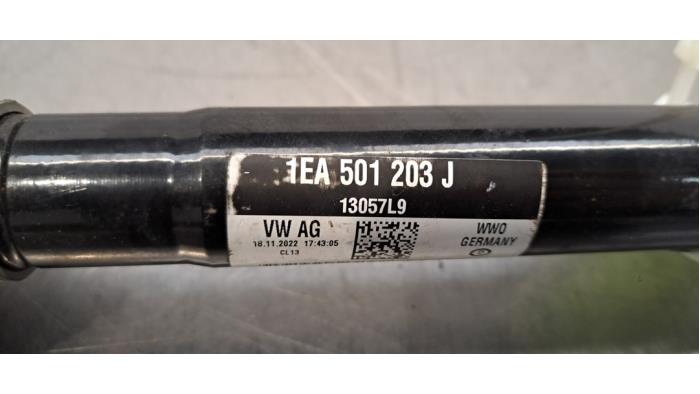 1EA 501 203 J
13057L9
VW AG
18.11.2022 17:43:05
CL13
WWO
GERMANY